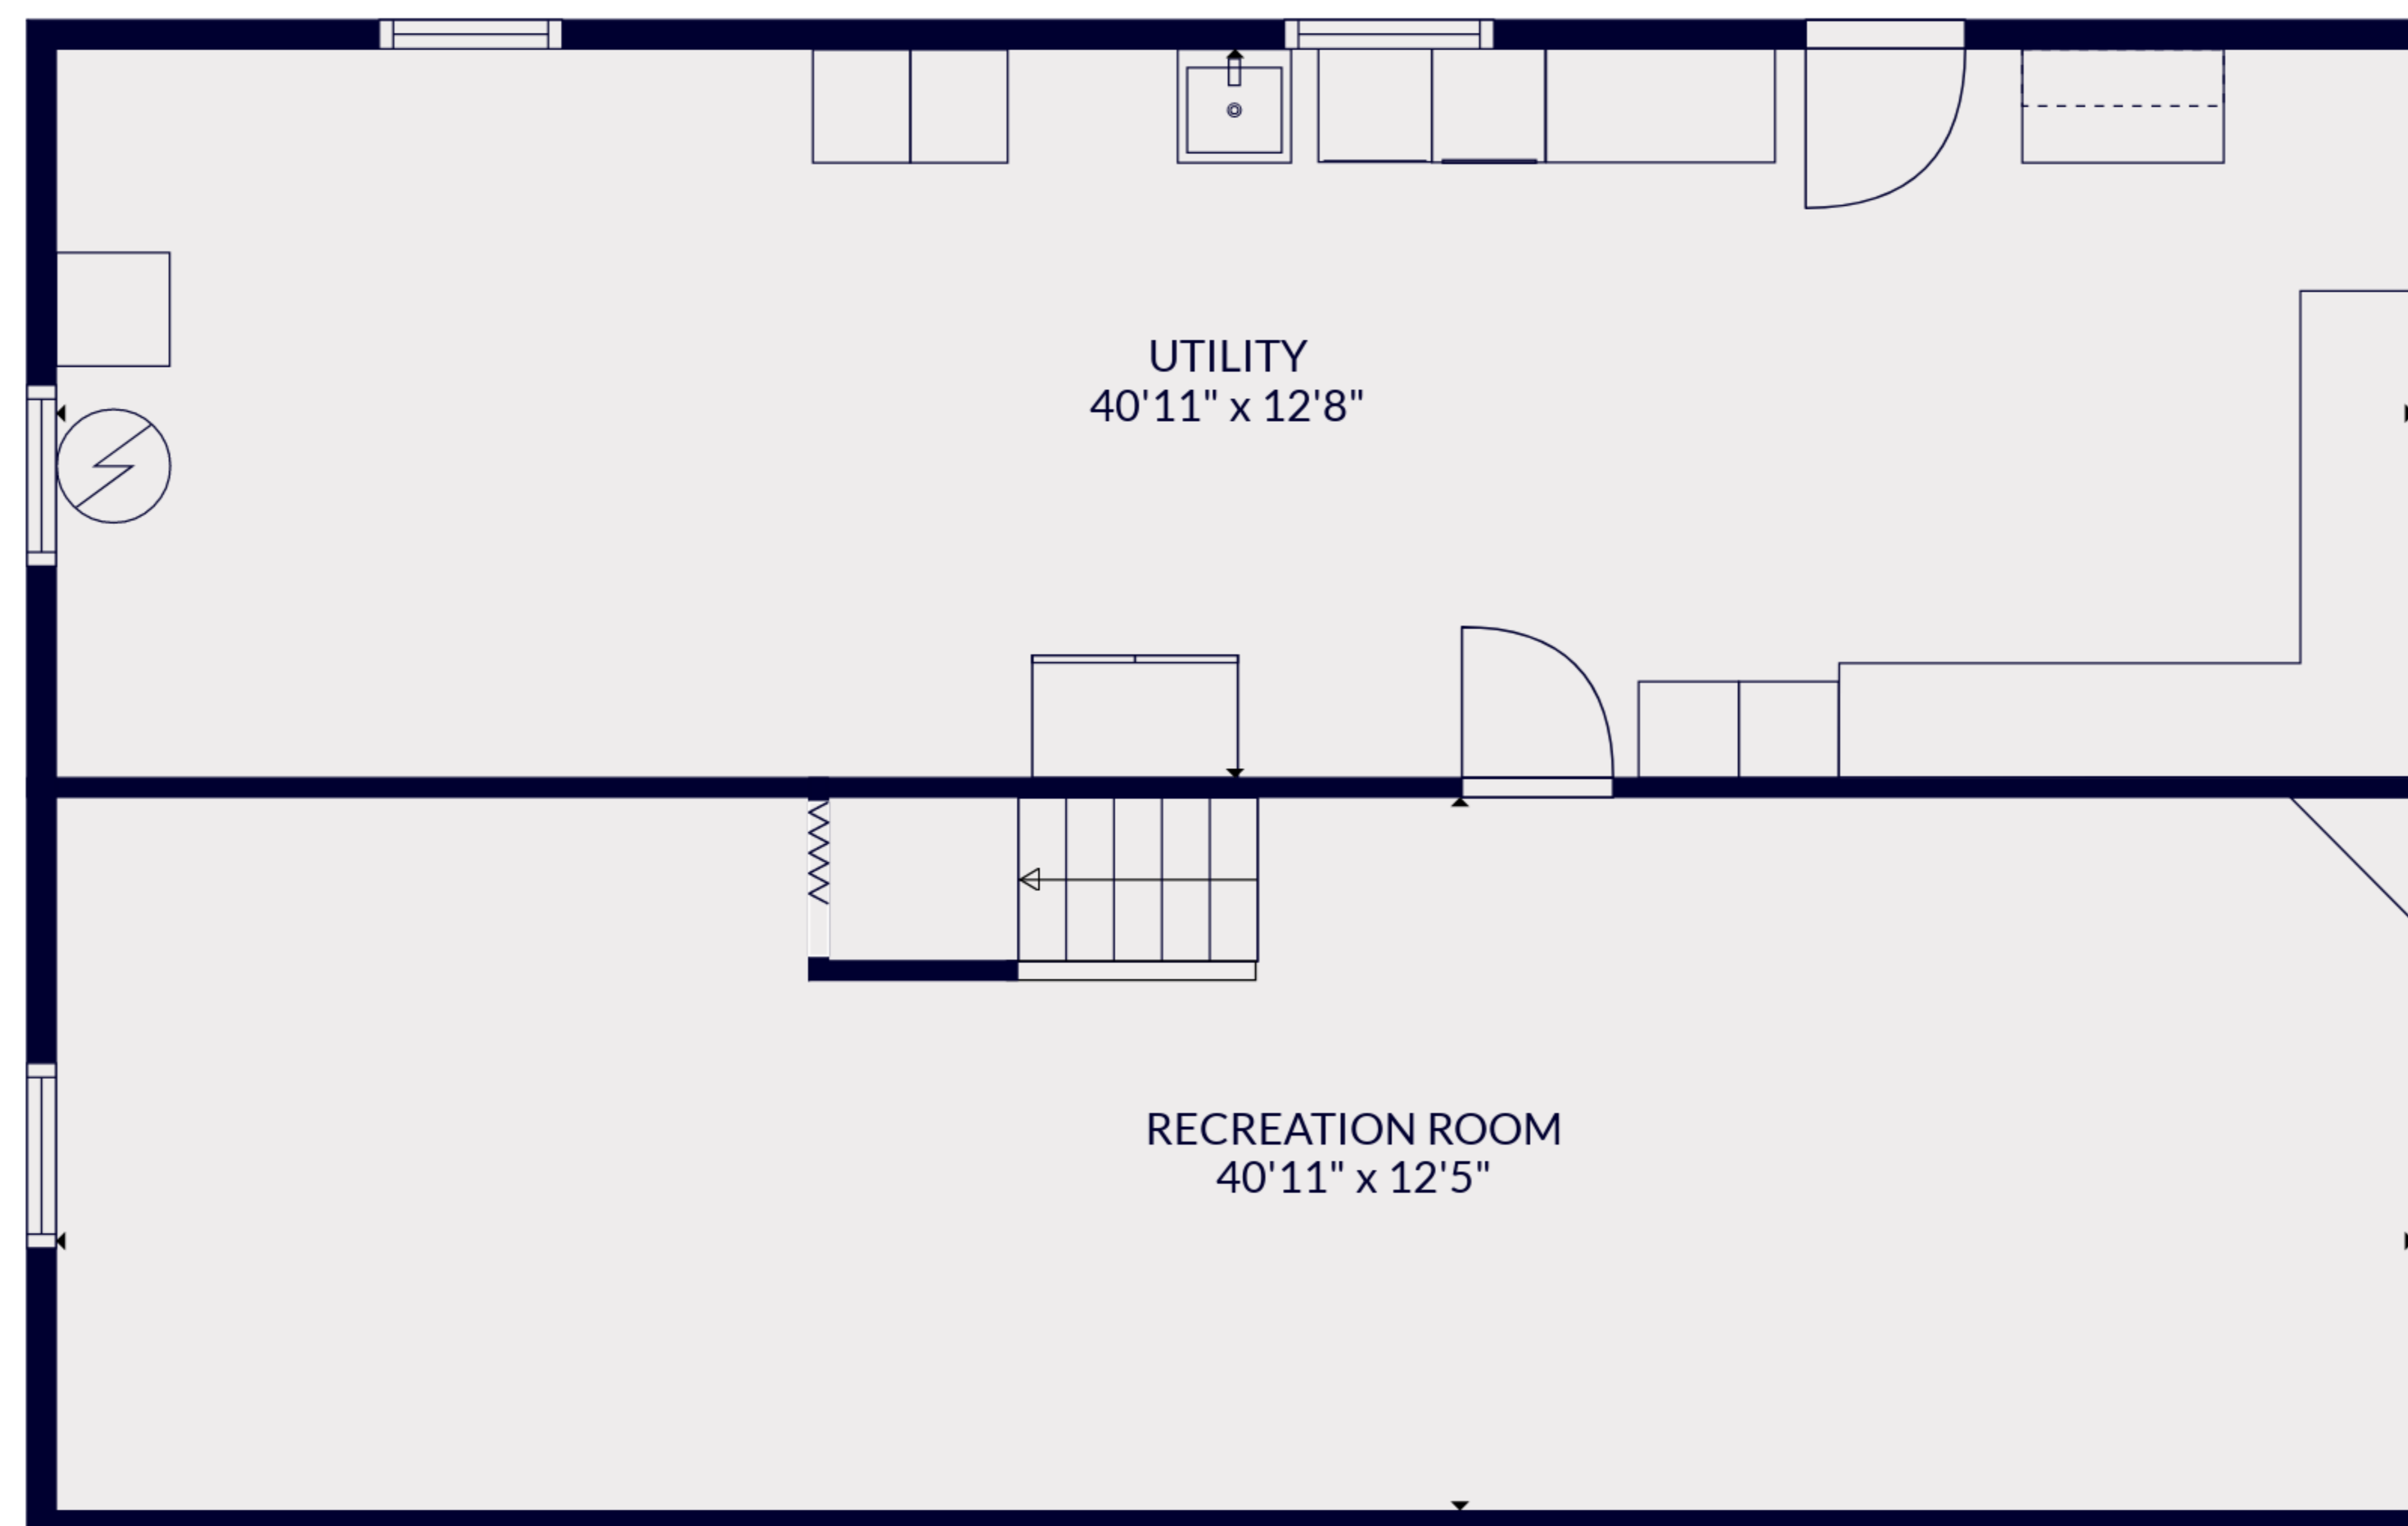 UTILITY
40'11" x 12'8"
RECREATION ROOM
40'11" x 12'5"